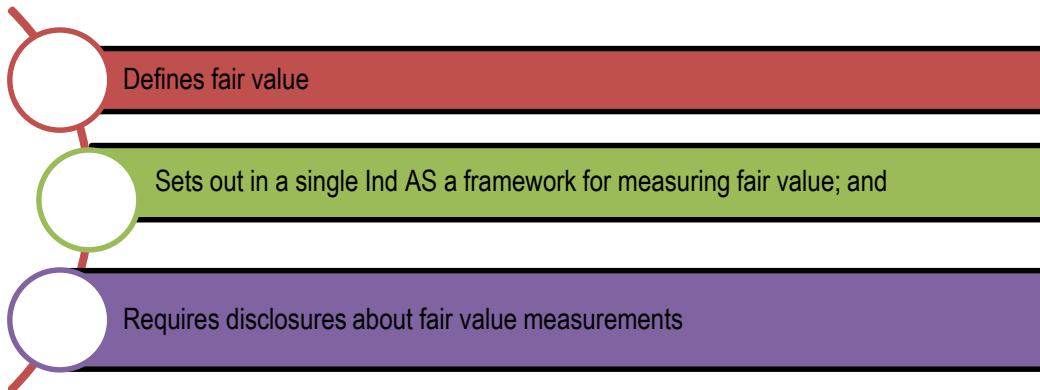 Defines fair value
Sets out in a single Ind AS a framework for measuring fair value; and
Requires disclosures about fair value measurements